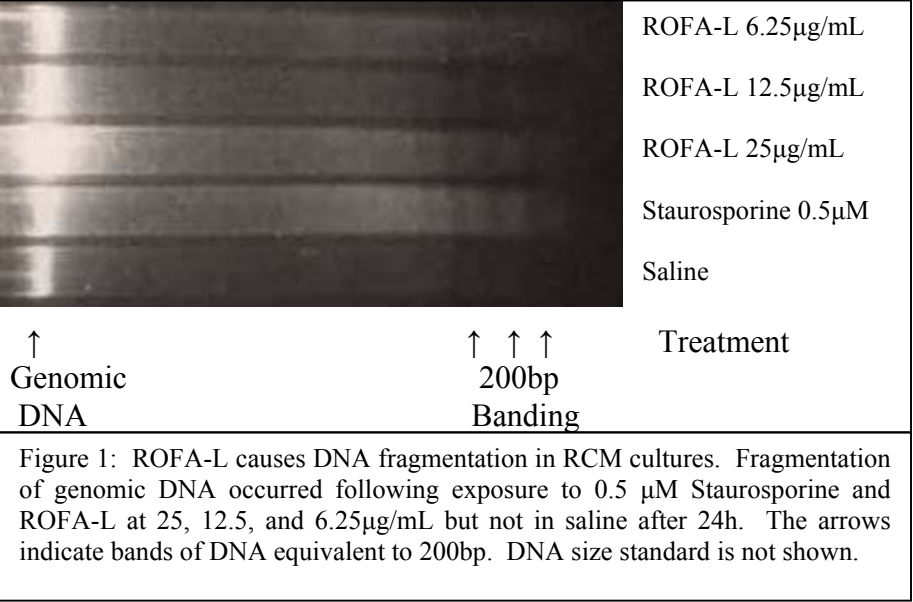 ROFA-L 6.25μg/mL
ROFA-L 12.5μg/mL
ROFA-L 25μg/mL
Staurosporine 0.5μM
Saline
↑ ↑ ↑ ↑ Treatment
Genomic 200bp
DNA Banding
Figure 1: ROFA-L causes DNA fragmentation in RCM cultures. Fragmentation
of genomic DNA occurred following exposure to 0.5 μM Staurosporine and
ROFA-L at 25, 12.5, and 6.25μg/mL but not in saline after 24h. The arrows
indicate bands of DNA equivalent to 200bp. DNA size standard is not shown.